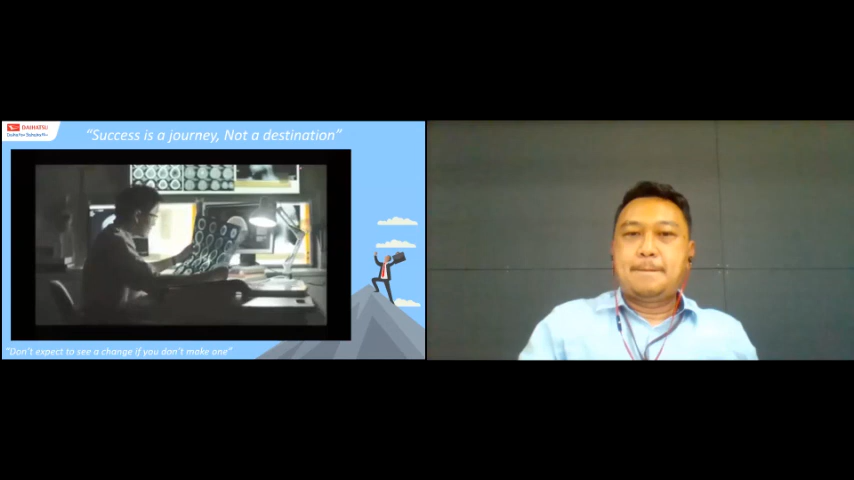 DAIHATSU
"Success is a journey, Not a destination"
"Don't expect to see a change if you don't make one"